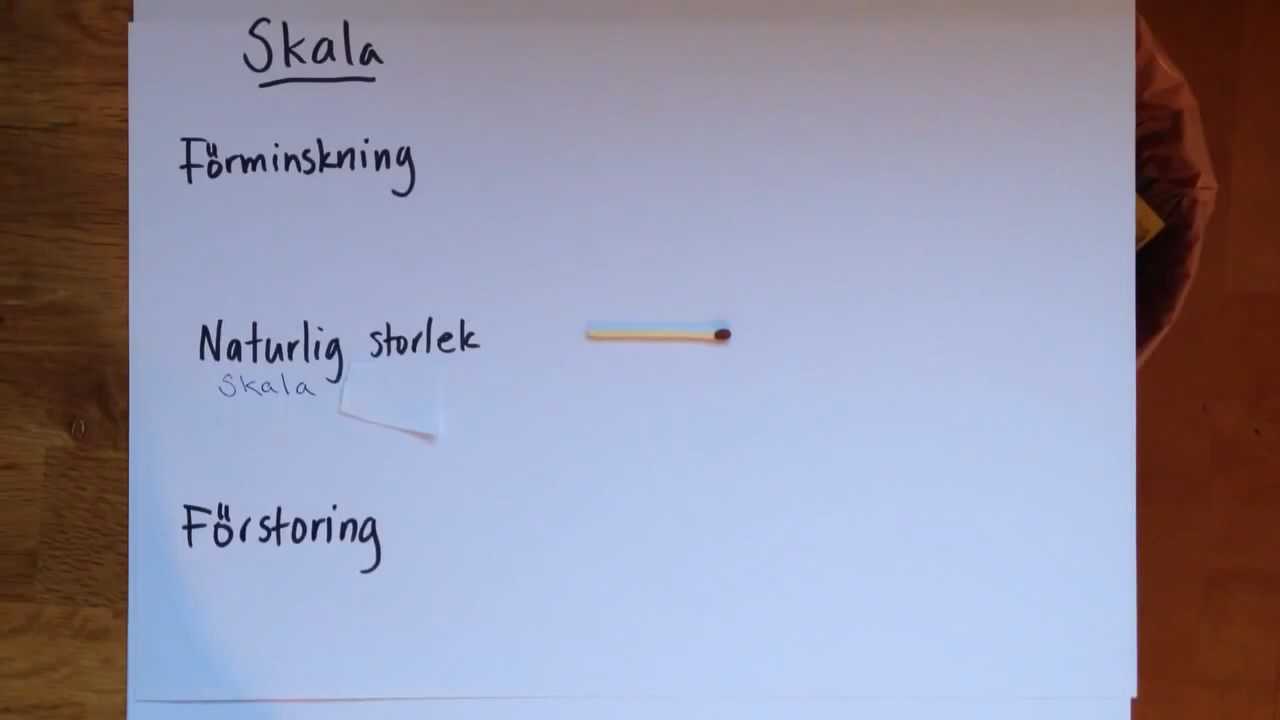 Skala
Förminskning
Naturlig storlek
Skala
Förstoring